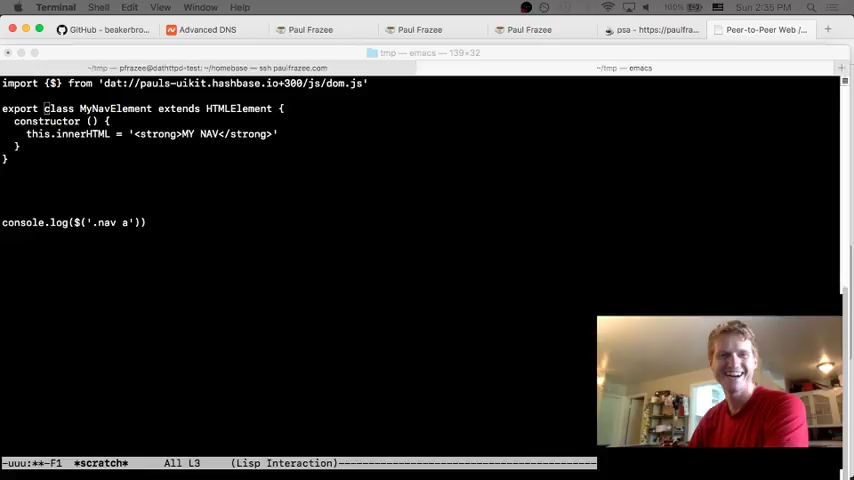 Terminal Shell Edit View Window Help 100% Sun 2:35 PM
GitHub - beakerbro... Advanced DNS Paul Frazee Paul Frazee Paul Frazee psa - https://paulfra... Peer-to-Peer Web /... +
tmp — emacs — 139×32
~/tmp — pfrazee@dathttpd-test: ~/homebase — ssh paulfrazee.com ~/tmp — emacs +
import {$} from 'dat://pauls-uikit.hashbase.io+300/js/dom.js'
export class MyNavElement extends HTMLElement {
constructor () {
this.innerHTML = '<strong>MY NAV</strong>'
}
}
console.log($('.nav a'))
-uuu:**-F1 *scratch* All L3 (Lisp Interaction)------------------------------------------------------------